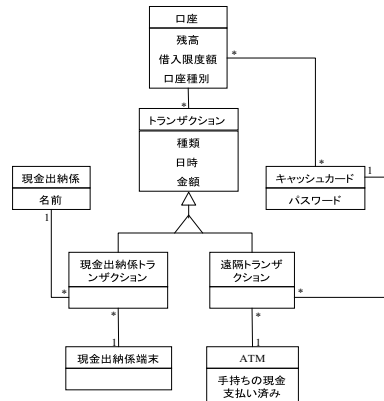 口座
残高
借入限度額
口座種別
*
*
トランザクション
種類
日時
金額
現金出納係
名前
1
*
キャッシュカード
1
パスワード
現金出納係トラ
ンザクション
遠隔トランザ
クション
*
*
*
*
1
1
現金出納係端末
ATM
手持ちの現金
支払い済み